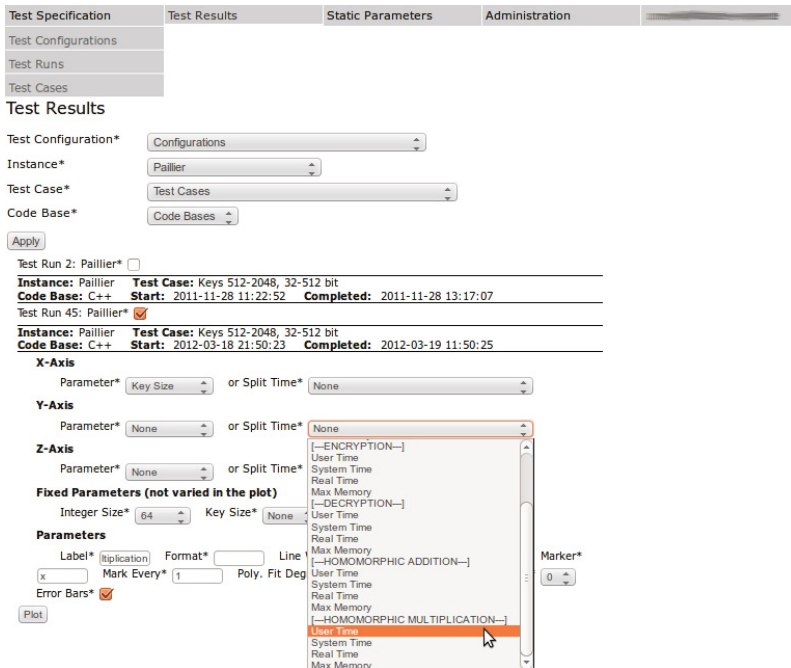 Test Specification Test Results Static Parameters Administration
Test Configurations
Test Runs
Test Cases
Test Results
Test Configuration* Configurations
Instance* Paillier
Test Case* Test Cases
Code Base* Code Bases
Apply
Test Run 2: Paillier*
Instance: Paillier Test Case: Keys 512-2048, 32-512 bit
Code Base: C++ Start: 2011-11-28 11:22:52 Completed: 2011-11-28 13:17:07
Test Run 45: Paillier*
Instance: Paillier Test Case: Keys 512-2048, 32-512 bit
Code Base: C++ Start: 2012-03-18 21:50:23 Completed: 2012-03-19 11:50:25
X-Axis
Parameter* Key Size or Split Time* None
Y-Axis
Parameter* None or Split Time* None
Z-Axis
Parameter* None or Split Time*
Fixed Parameters (not varied in the plot)
Integer Size* 64 Key Size* None
Parameters
Label* ltiplication Format* Line Marker*
x Mark Every* 1 Poly. Fit Deg 0
Error Bars*
Plot
[—ENCRYPTION—]
User Time
System Time
Real Time
Max Memory
[—DECRYPTION—]
User Time
System Time
Real Time
Max Memory
[—HOMOMORPHIC ADDITION—]
User Time
System Time
Real Time
Max Memory
[—HOMOMORPHIC MULTIPLICATION—]
User Time
System Time
Real Time
Max Memory